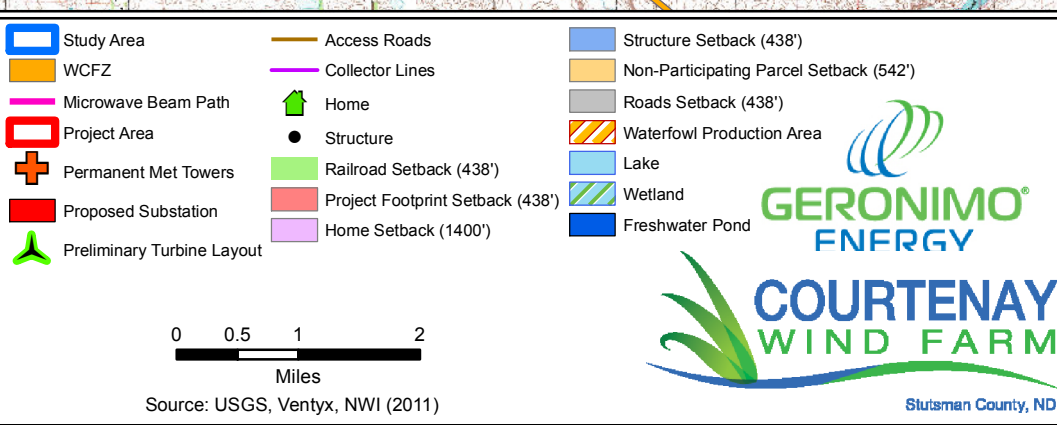 Study Area
WCFZ
Microwave Beam Path
Project Area
Permanent Met Towers
Proposed Substation
Preliminary Turbine Layout
Access Roads
Collector Lines
Home
Structure
Railroad Setback (438')
Project Footprint Setback (438')
Home Setback (1400')
Structure Setback (438')
Non-Participating Parcel Setback (542')
Roads Setback (438')
Waterfowl Production Area
Lake
Wetland
Freshwater Pond
GERONIMO®
ENERGY
COURTENAY
WIND FARM
Stutsman County, ND
0 0.5 1 2
Miles
Source: USGS, Ventyx, NWI (2011)